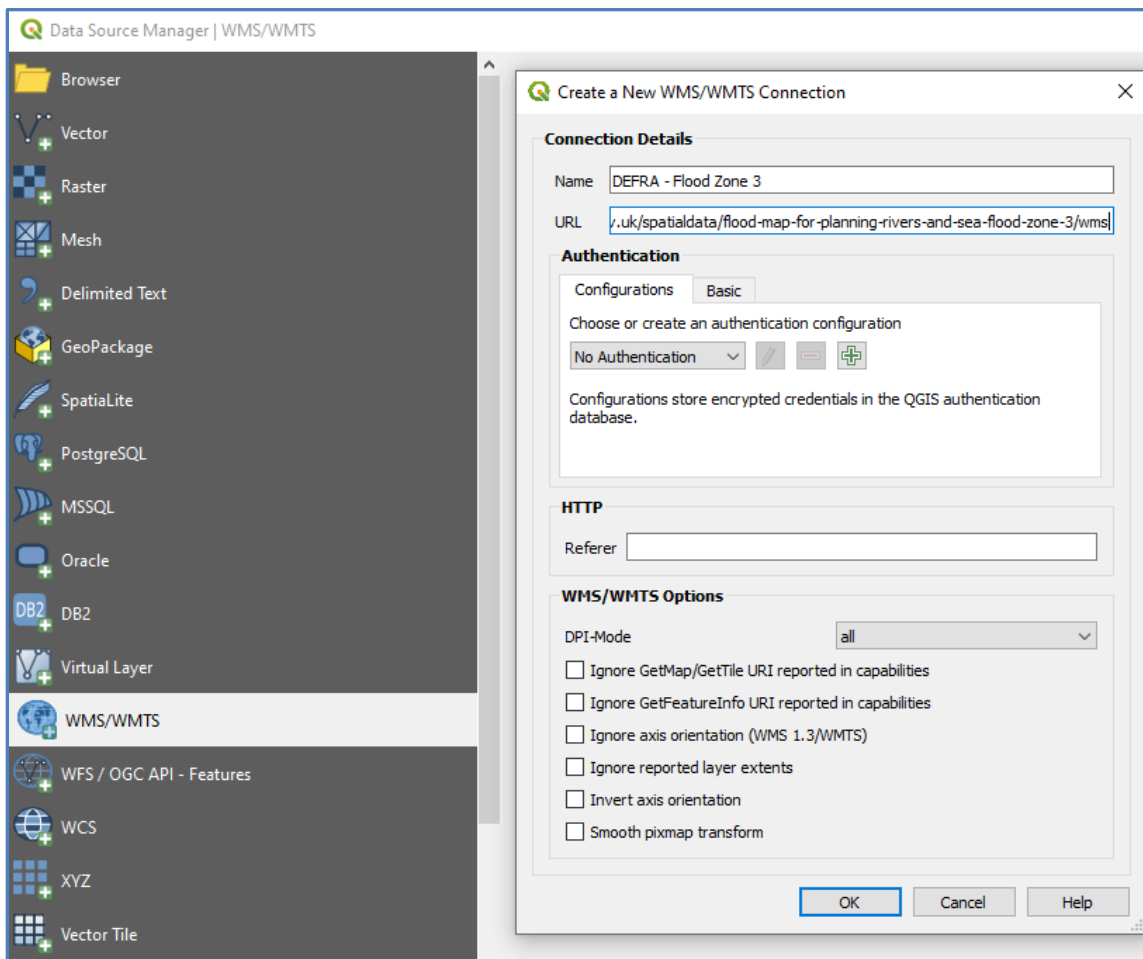 Data Source Manager | WMS/WMTS
Browser
Vector
Raster
Mesh
Delimited Text
GeoPackage
SpatiaLite
PostgreSQL
MSSQL
Oracle
DB2
DB2
Virtual Layer
WMS/WMTS
WFS / OGC API - Features
WCS
XYZ
Vector Tile
Create a New WMS/WMTS Connection
Connection Details
Name DEFRA - Flood Zone 3
URL .uk/spatialdata/flood-map-for-planning-rivers-and-sea-flood-zone-3/wms
Authentication
Configurations Basic
Choose or create an authentication configuration
No Authentication
Configurations store encrypted credentials in the QGIS authentication
database.
HTTP
Referer
WMS/WMTS Options
DPI-Mode all
Ignore GetMap/GetTile URI reported in capabilities
Ignore GetFeatureInfo URI reported in capabilities
Ignore axis orientation (WMS 1.3/WMTS)
Ignore reported layer extents
Invert axis orientation
Smooth pixmap transform
OK Cancel Help